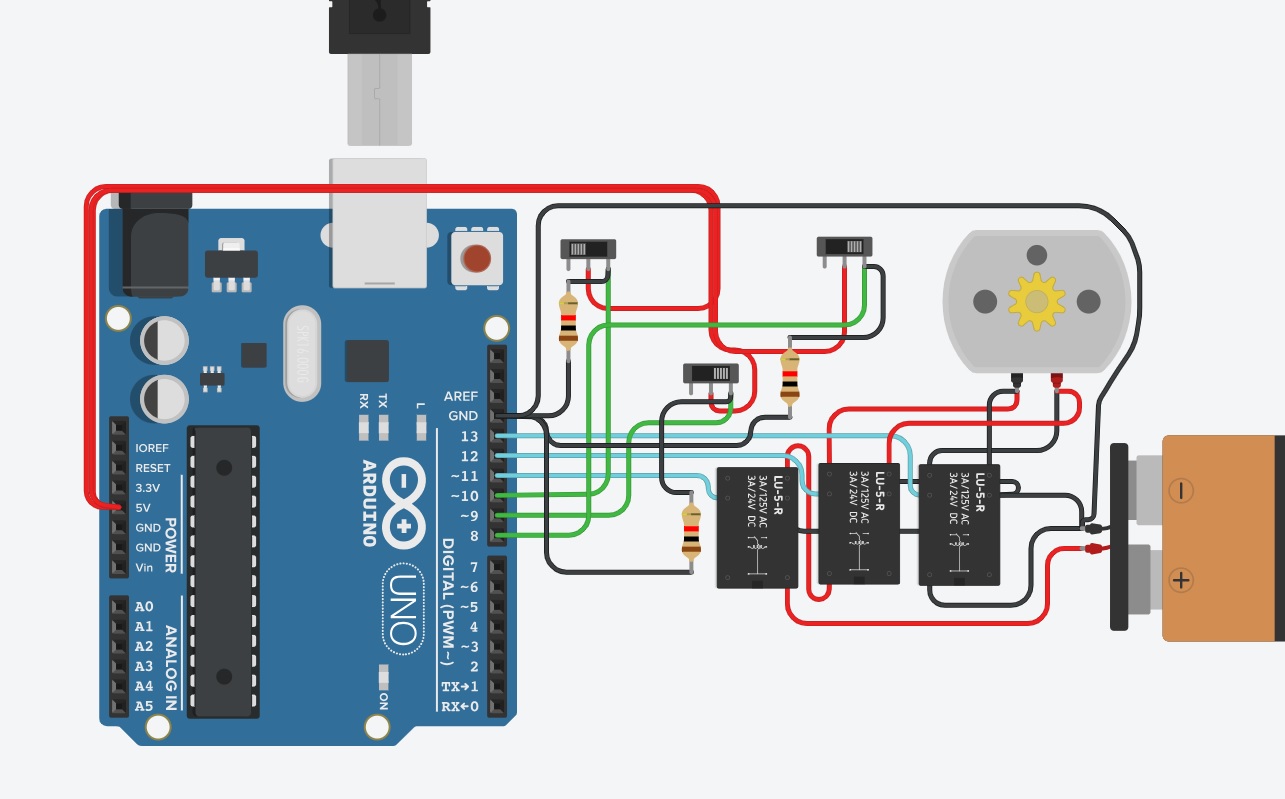 SPK16.000G
RX
TX
L
AREF
GND
13
12
~11
~10
~9
8
7
~6
~5
4
~3
2
TX→1
RX←0
DIGITAL (PWM~)
ARDUINO
UNO
ON
IOREF
RESET
3.3V
5V
GND
GND
Vin
POWER
A0
A1
A2
A3
A4
A5
ANALOG IN
LU-5-R
3A/125V AC
3A/24V DC
LU-5-R
3A/125V AC
3A/24V DC
LU-5-R
3A/125V AC
3A/24V DC